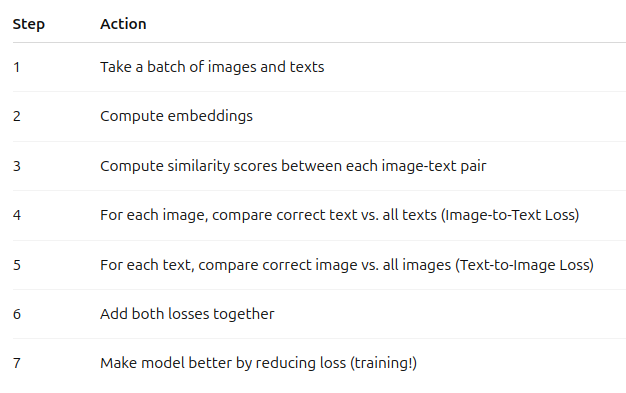 Step Action
1 Take a batch of images and texts
2 Compute embeddings
3 Compute similarity scores between each image-text pair
4 For each image, compare correct text vs. all texts (Image-to-Text Loss)
5 For each text, compare correct image vs. all images (Text-to-Image Loss)
6 Add both losses together
7 Make model better by reducing loss (training!)